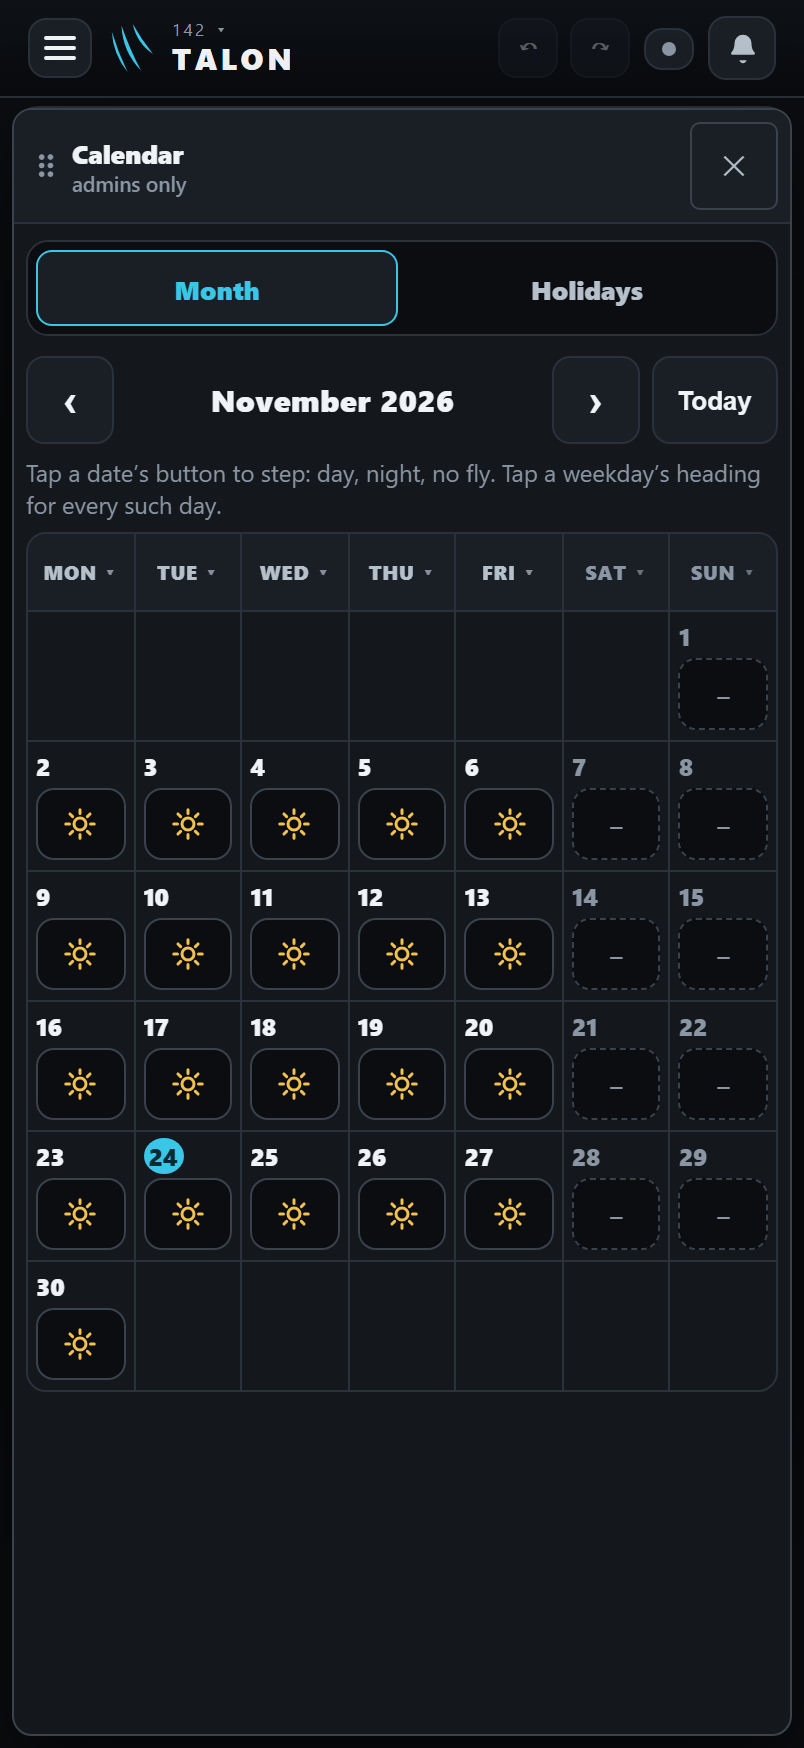 142
TALON
Calendar
admins only
Month Holidays
‹ November 2026 › Today
Tap a date’s button to step: day, night, no fly. Tap a weekday’s heading
for every such day.
MON TUE WED THU FRI SAT SUN
1
–
2 3 4 5 6 7 8
– –
9 10 11 12 13 14 15
– –
16 17 18 19 20 21 22
– –
23 24 25 26 27 28 29
– –
30